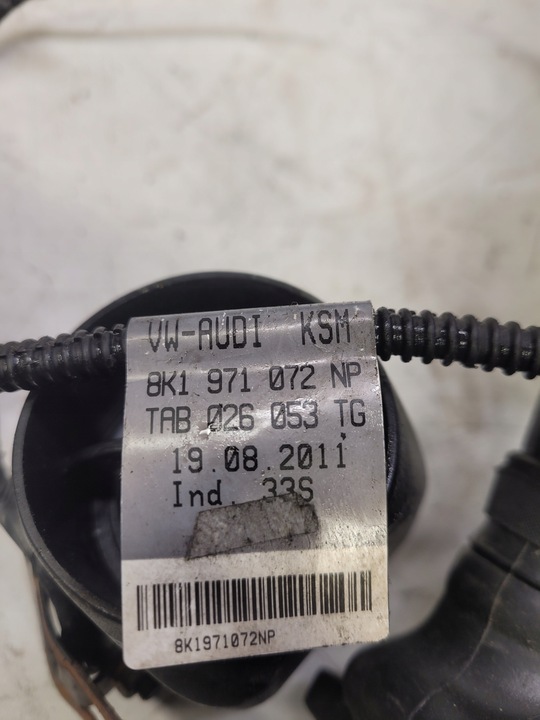 VW-AUDI KSM
8K1 971 072 NP
TAB 026 053 TG
19.08.2011
Ind. 33S
8K1971072NP